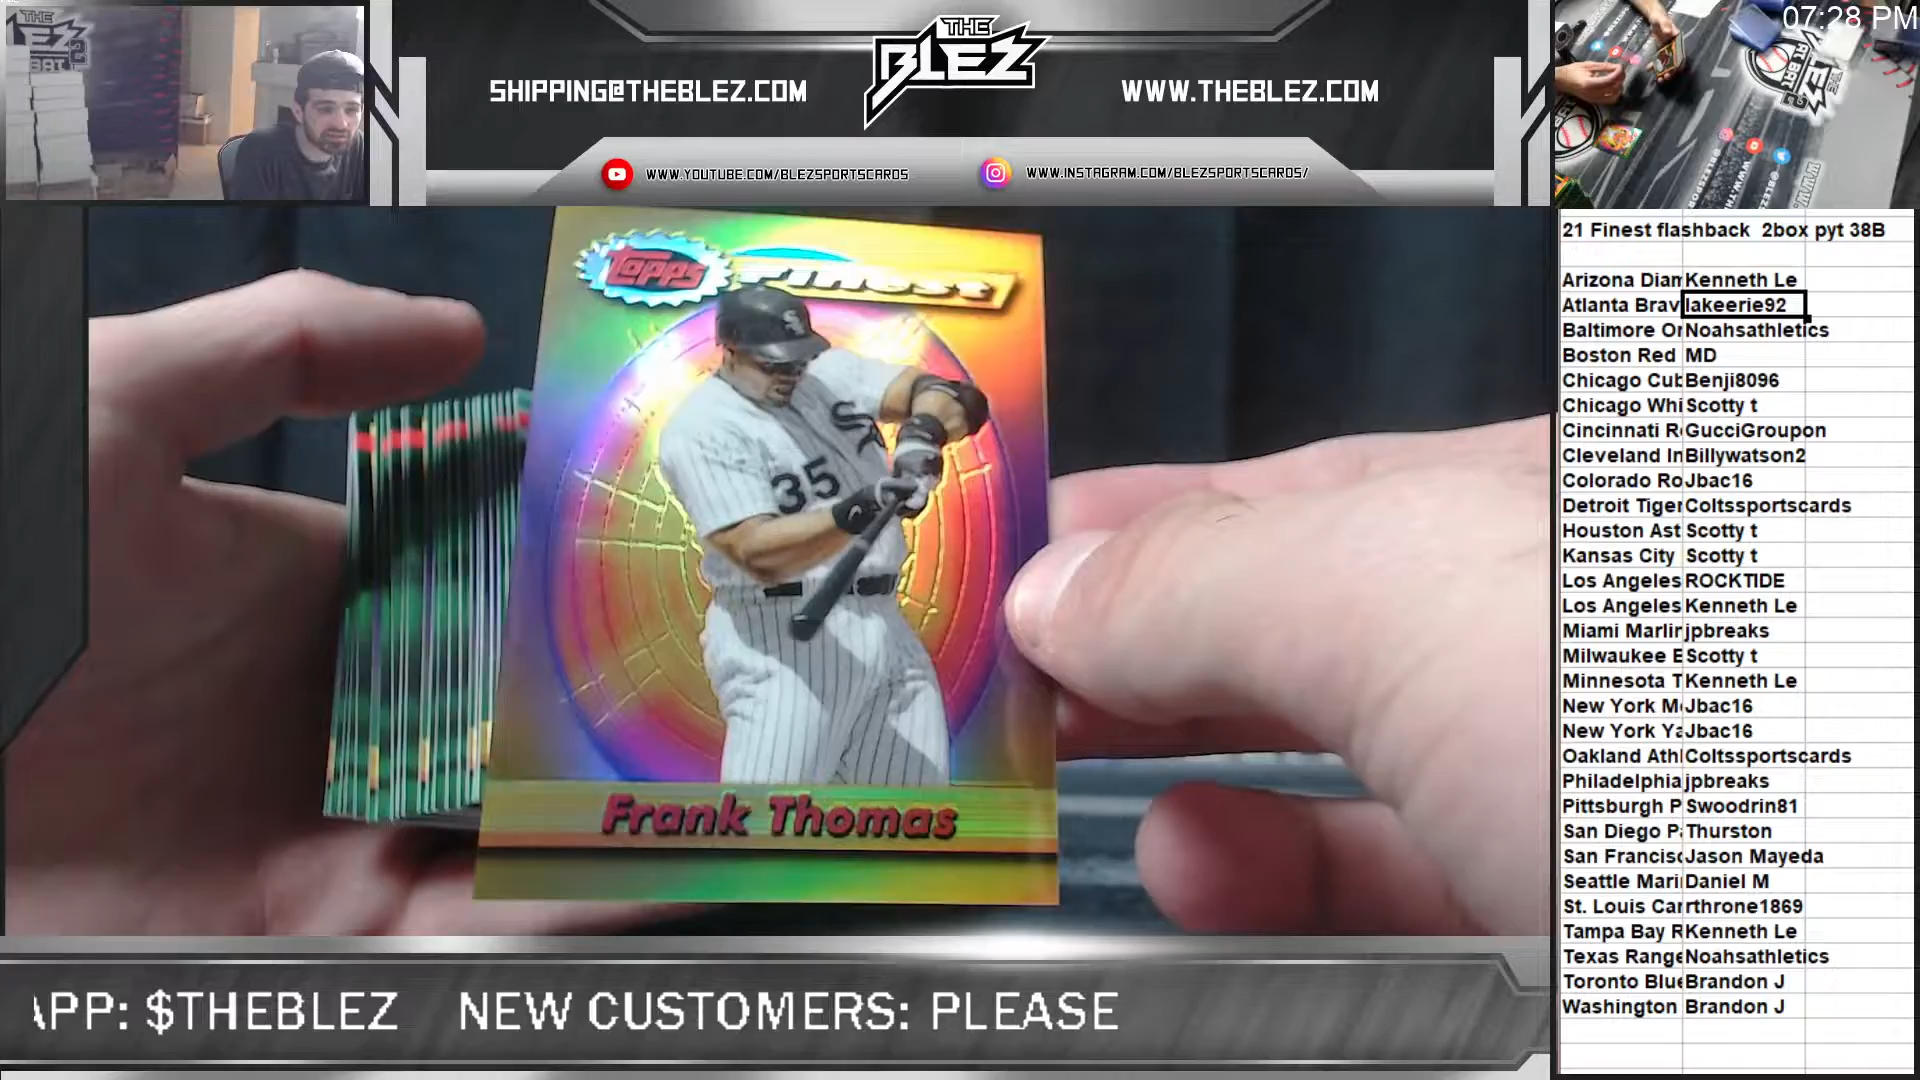 07:28 PM
THE
BLEZ
SHIPPING@THEBLEZ.COM
WWW.THEBLEZ.COM
WWW.YOUTUBE.COM/BLEZSPORTSCARDS
WWW.INSTAGRAM.COM/BLEZSPORTSCARDS/
Topps Finest
Sox
35
Frank Thomas
21 Finest flashback 2box pyt 38B
Arizona Diam Kenneth Le
Atlanta Brav lakeerie92
Baltimore Or Noahsathletics
Boston Red MD
Chicago Cub Benji8096
Chicago Whi Scotty t
Cincinnati R GucciGroupon
Cleveland In Billywatson2
Colorado Ro Jbac16
Detroit Tiger Coltssportscards
Houston Ast Scotty t
Kansas City Scotty t
Los Angeles ROCKTIDE
Los Angeles Kenneth Le
Miami Marlin jpbreaks
Milwaukee B Scotty t
Minnesota T Kenneth Le
New York M Jbac16
New York Ya Jbac16
Oakland Ath Coltssportscards
Philadelphia jpbreaks
Pittsburgh P Swoodrin81
San Diego P Thurston
San Francisc Jason Mayeda
Seattle Mari Daniel M
St. Louis Car rthrone1869
Tampa Bay R Kenneth Le
Texas Range Noahsathletics
Toronto Blue Brandon J
Washington Brandon J
APP: $THEBLEZ NEW CUSTOMERS: PLEASE